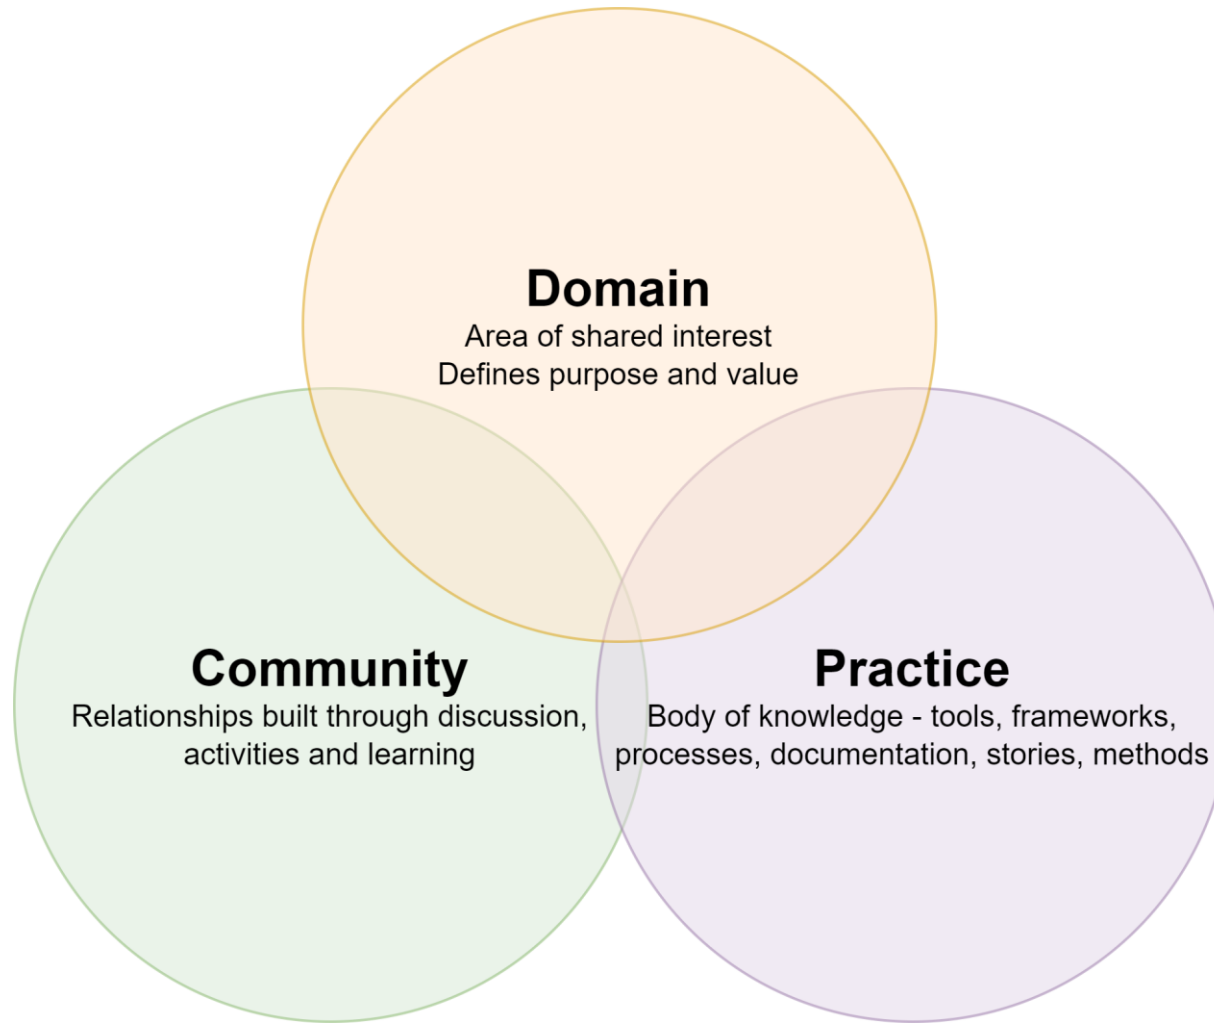 Domain
Area of shared interest
Defines purpose and value
Community
Relationships built through discussion,
activities and learning
Practice
Body of knowledge - tools, frameworks,
processes, documentation, stories, methods